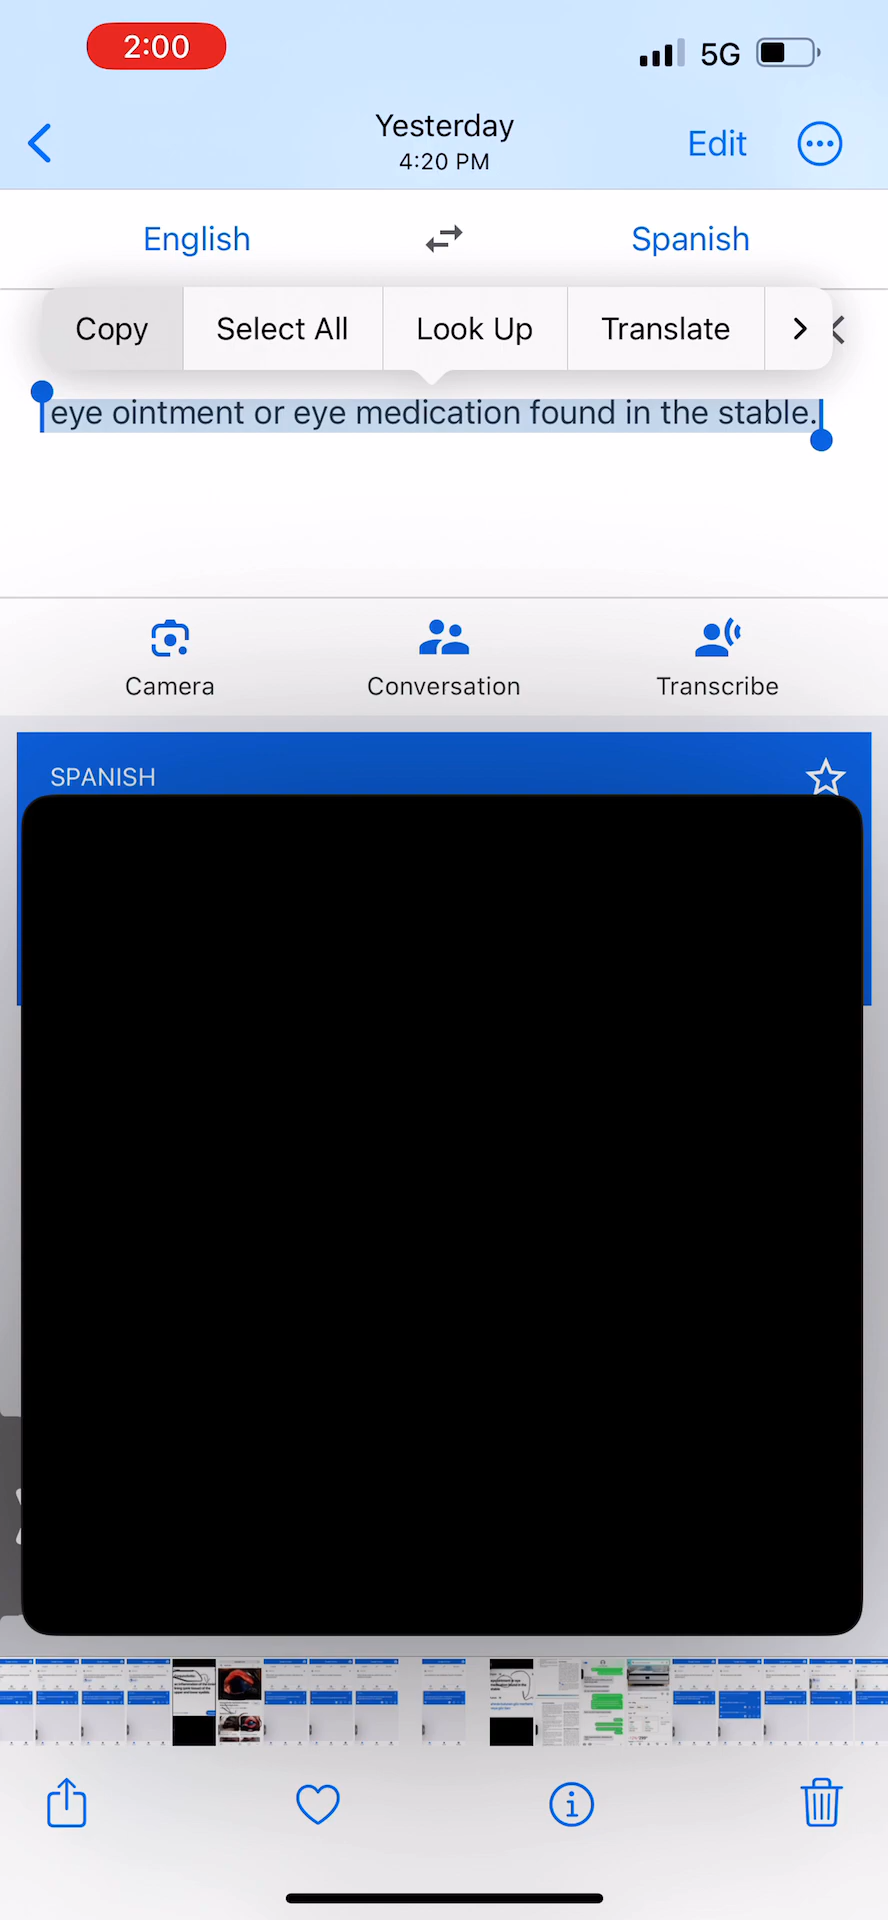 2:00
5G
Yesterday
4:20 PM
Edit
English
Spanish
Copy
Select All
Look Up
Translate
eye ointment or eye medication found in the stable.
Camera
Conversation
Transcribe
SPANISH